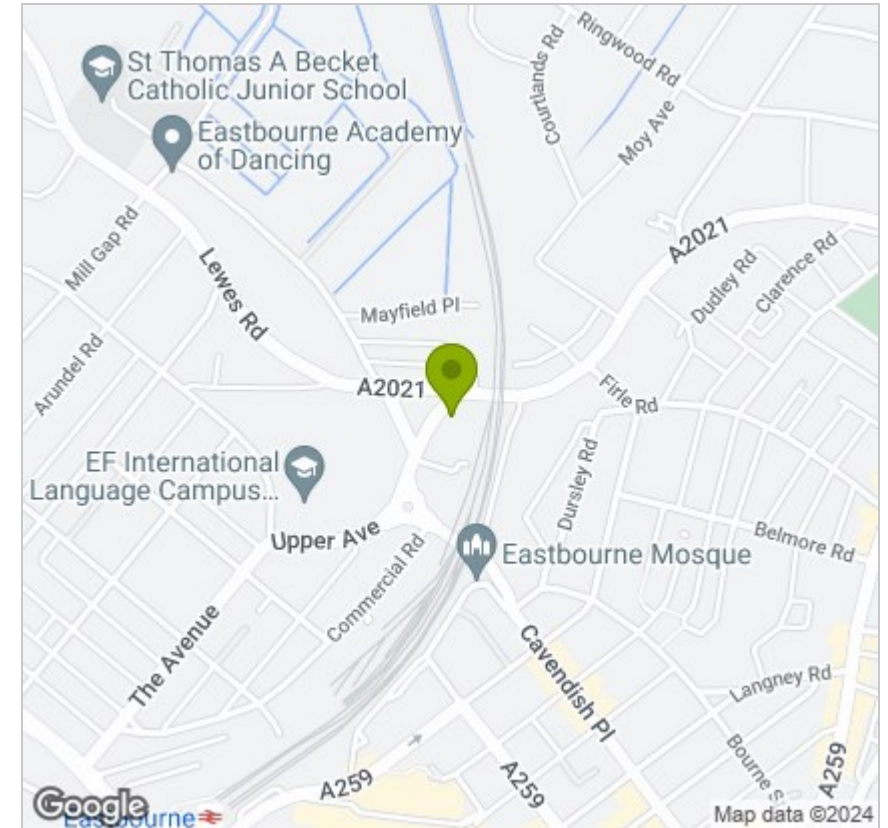 St Thomas A Becket
Catholic Junior School
Eastbourne Academy
of Dancing
Ringwood Rd
Courtlands Rd
Moy Ave
Mill Gap Rd
Lewes Rd
A2021
Dudley Rd
Clarence Rd
Mayfield Pl
Arundel Rd
A2021
Firle Rd
EF International
Language Campus...
Dursley Rd
Upper Ave
Belmore Rd
Commercial Rd
Eastbourne Mosque
The Avenue
Cavendish Pl
Langney Rd
A259
A259
Bourne
A259
Google
Eastbourne
Map data ©2024